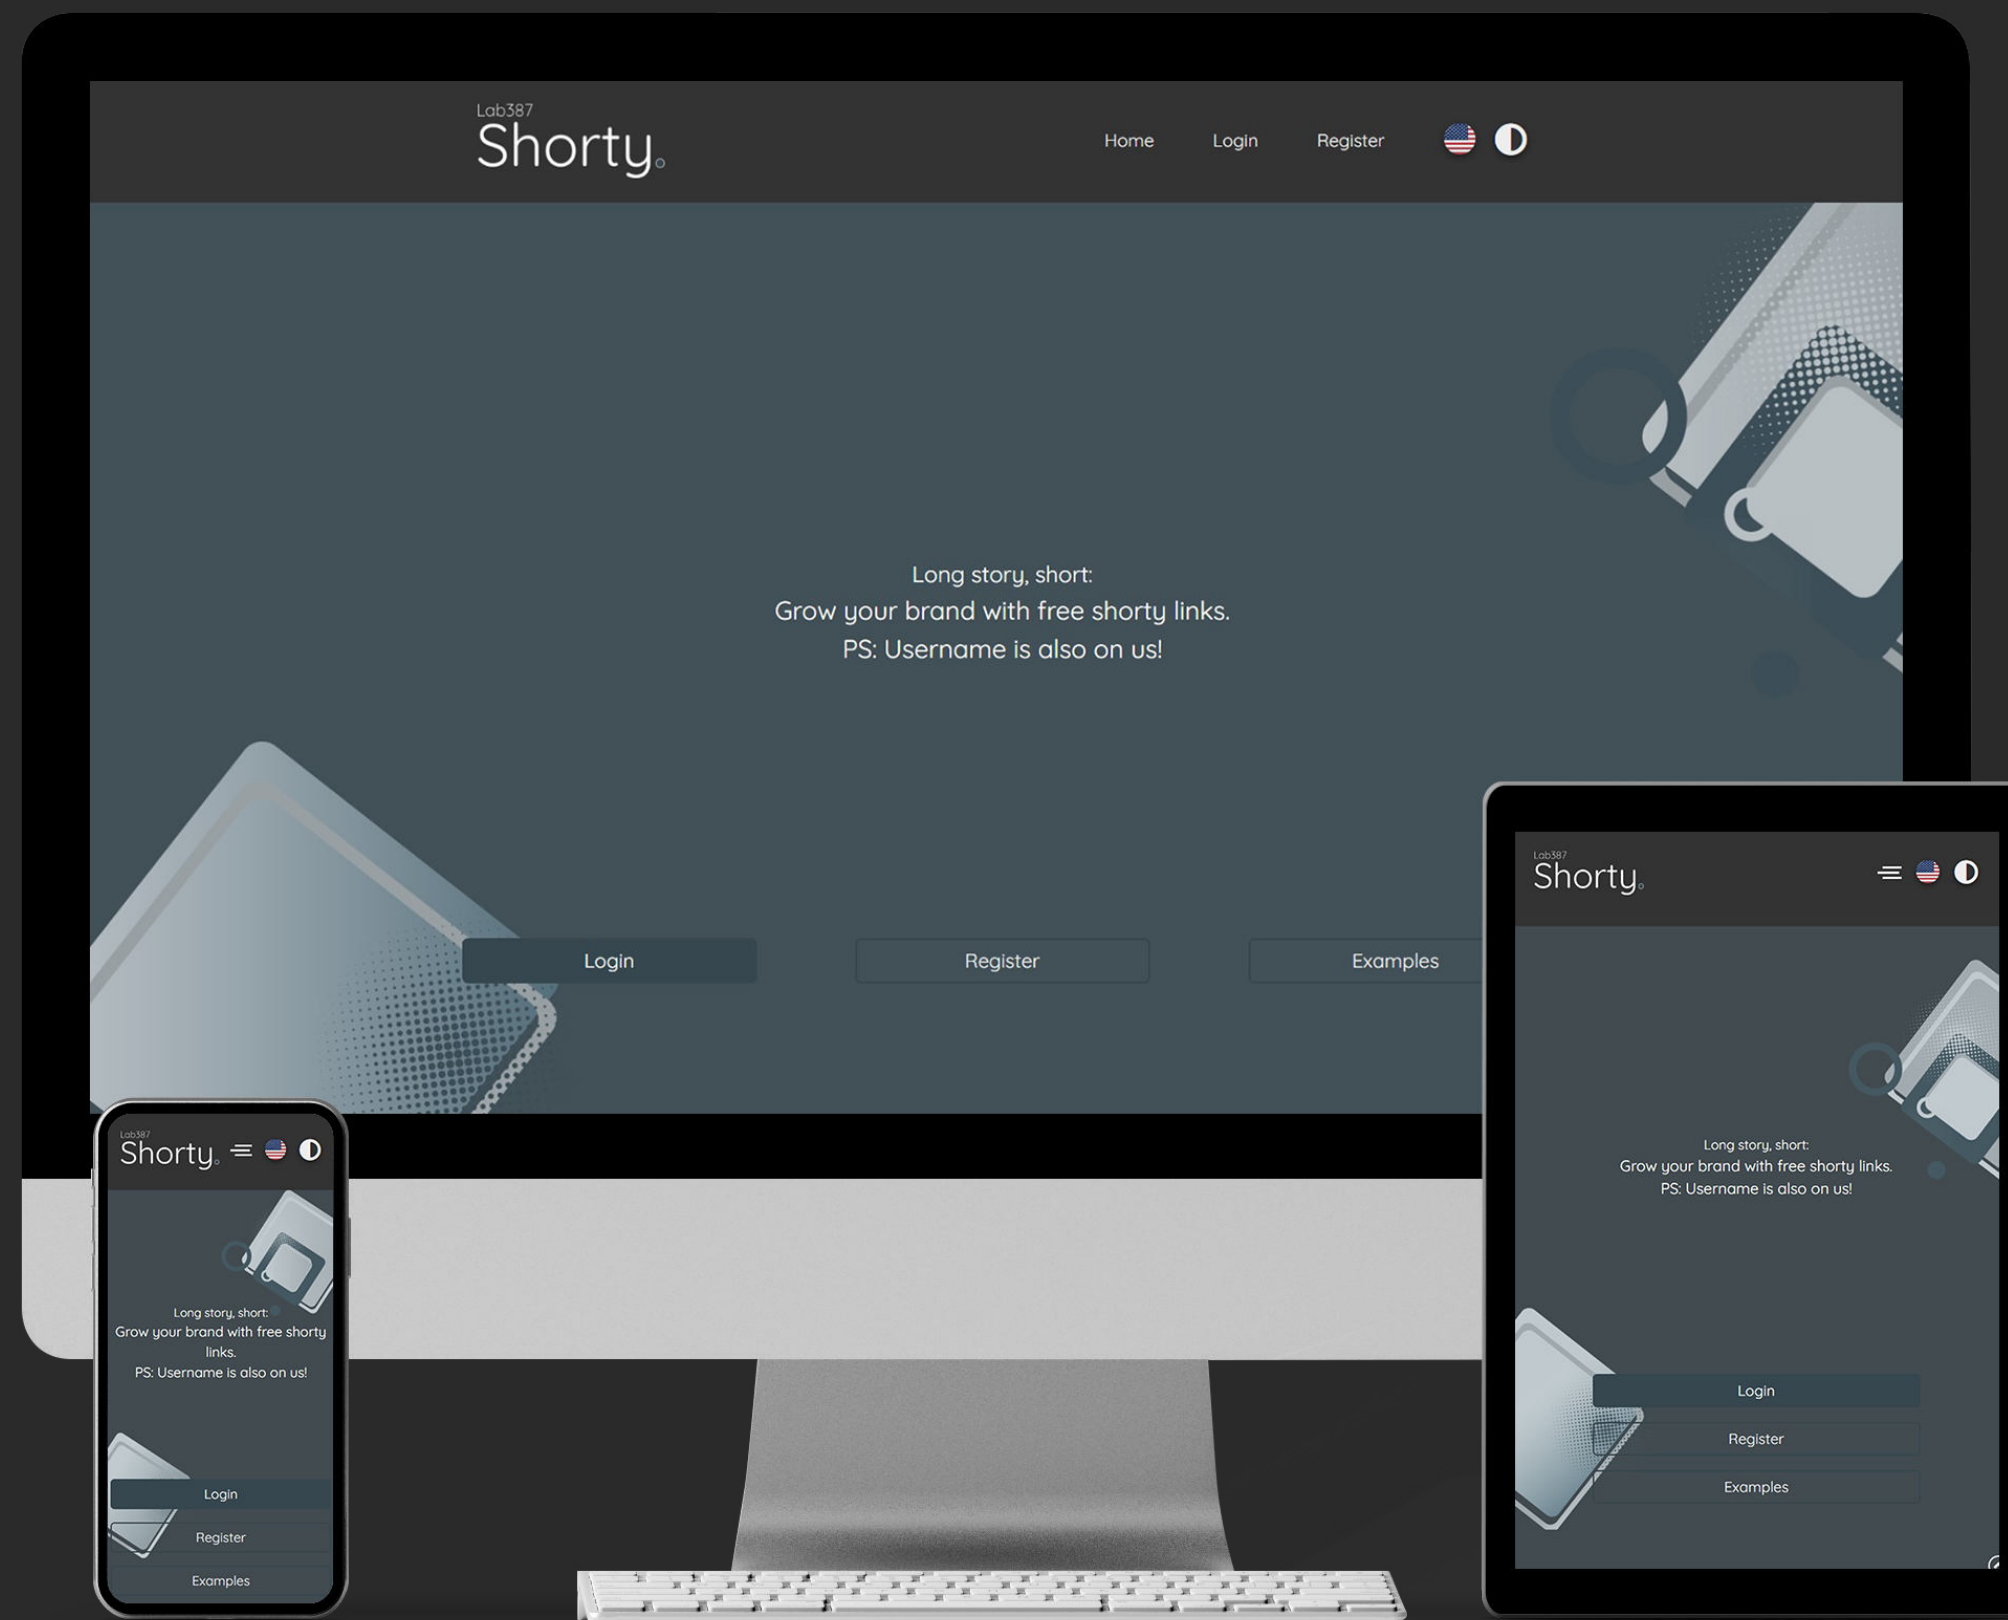 Lab387
Shorty.
Home Login Register
Long story, short:
Grow your brand with free shorty links.
PS: Username is also on us!
Login Register Examples
Lab387
Shorty.
Long story, short:
Grow your brand with free shorty links.
PS: Username is also on us!
Login
Register
Examples
Lab387
Shorty.
Long story, short:
Grow your brand with free shorty
links.
PS: Username is also on us!
Login
Register
Examples